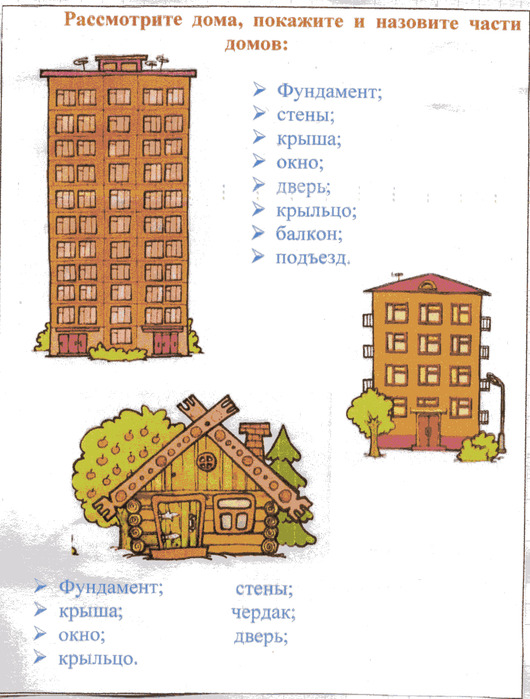 Рассмотрите дома, покажите и назовите части
домов:
Фундамент;
стены;
крыша;
окно;
дверь;
крыльцо;
балкон;
подъезд.
Фундамент; стены;
крыша; чердак;
окно; дверь;
крыльцо.